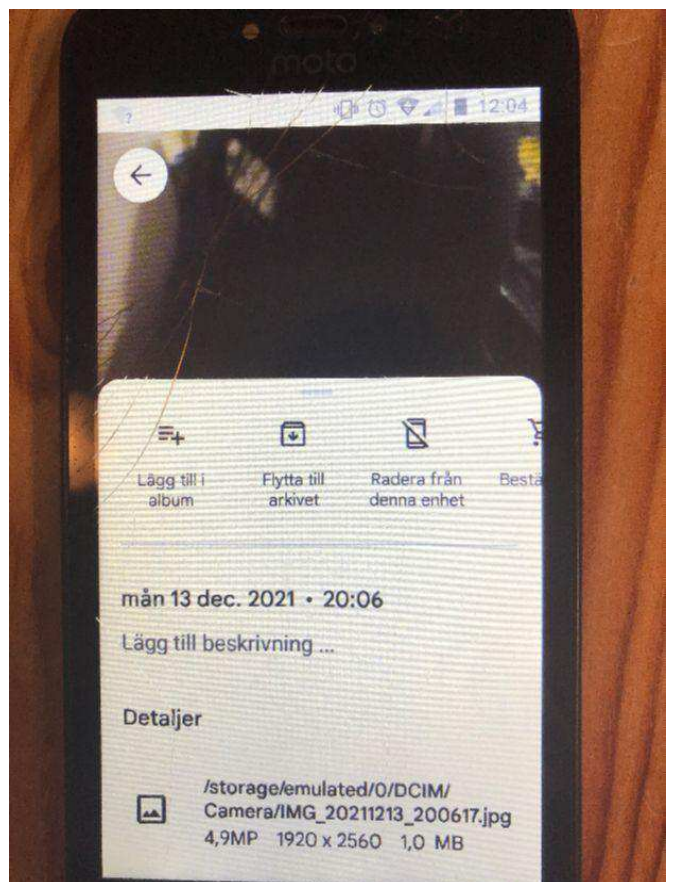 moto
?
12:04
Lägg till i album
Flytta till arkivet
Radera från denna enhet
Bestä
mån 13 dec. 2021 • 20:06
Lägg till beskrivning ...
Detaljer
/storage/emulated/0/DCIM/
Camera/IMG_20211213_200617.jpg
4,9MP 1920 x 2560 1,0 MB